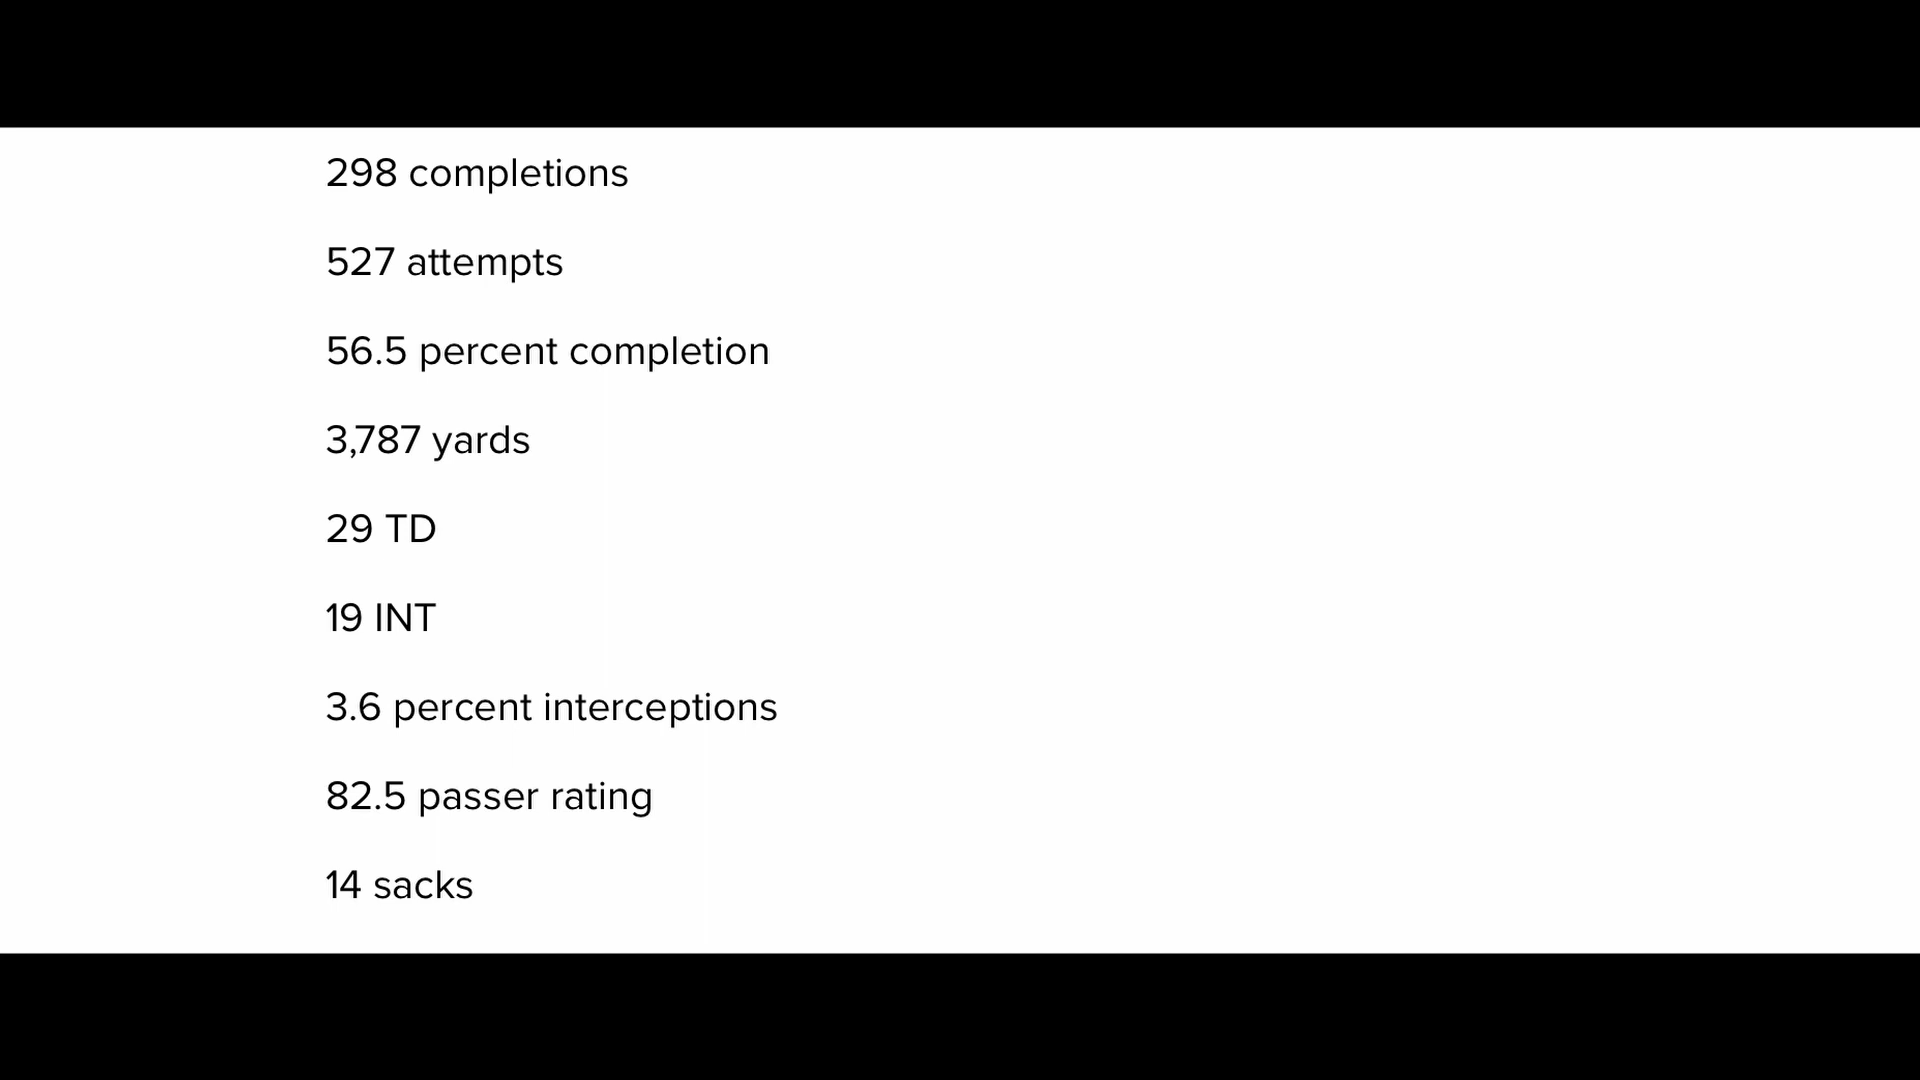 298 completions
527 attempts
56.5 percent completion
3,787 yards
29 TD
19 INT
3.6 percent interceptions
82.5 passer rating
14 sacks